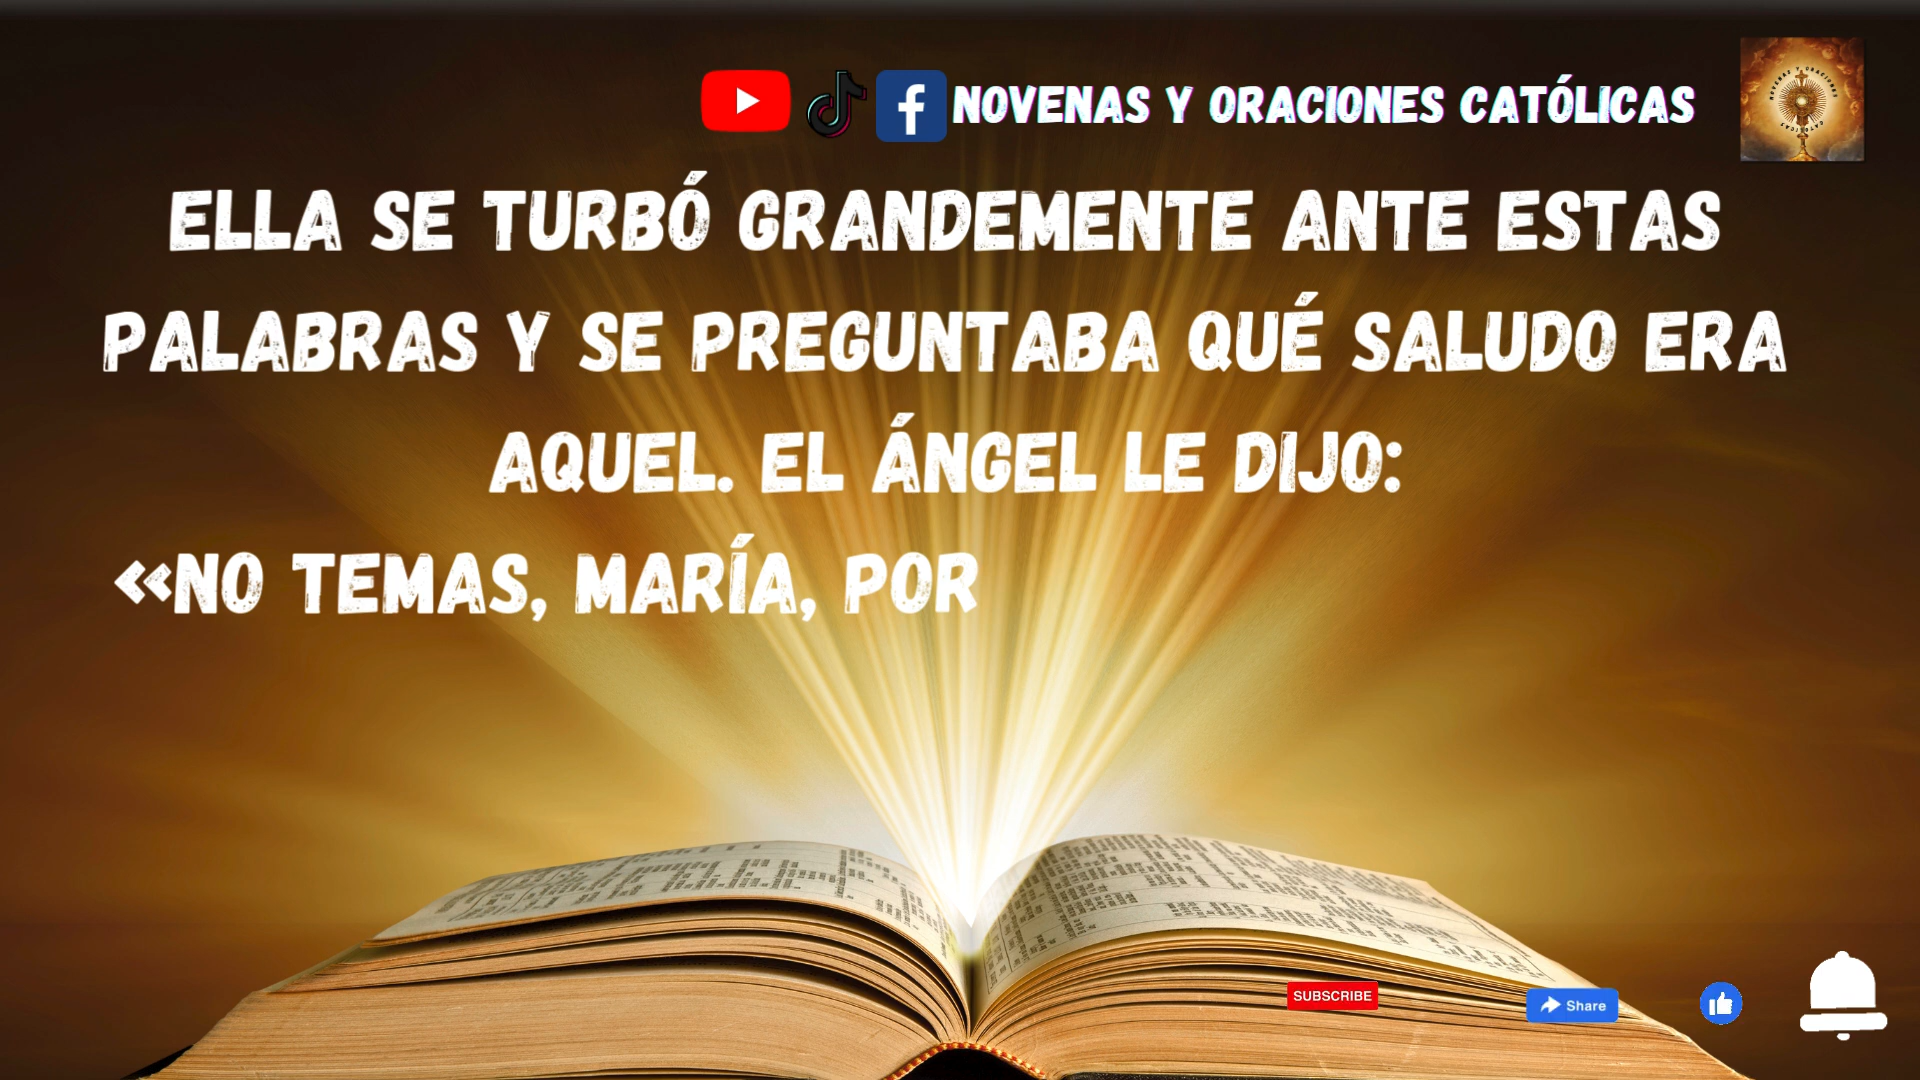 NOVENAS Y ORACIONES CATÓLICAS
ELLA SE TURBÓ GRANDEMENTE ANTE ESTAS
PALABRAS Y SE PREGUNTABA QUÉ SALUDO ERA
AQUEL. EL ÁNGEL LE DIJO:
«NO TEMAS, MARÍA, POR
SUBSCRIBE
Share